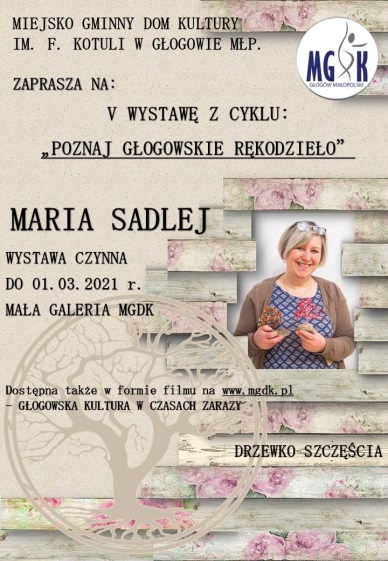 MIEJSKO GMINNY DOM KULTURY
IM. F. KOTULI W GŁOGOWIE MŁP.
MGDK
GŁOGÓW MAŁOPOLSKI
ZAPRASZA NA:
V WYSTAWĘ Z CYKLU:
„POZNAJ GŁOGOWSKIE RĘKODZIEŁO”
MARIA SADLEJ
WYSTAWA CZYNNA
DO 01.03.2021 r.
MAŁA GALERIA MGDK
Dostępna także w formie filmu na www.mgdk.pl
- GŁOGOWSKA KULTURA W CZASACH ZARAZY
DRZEWKO SZCZĘŚCIA